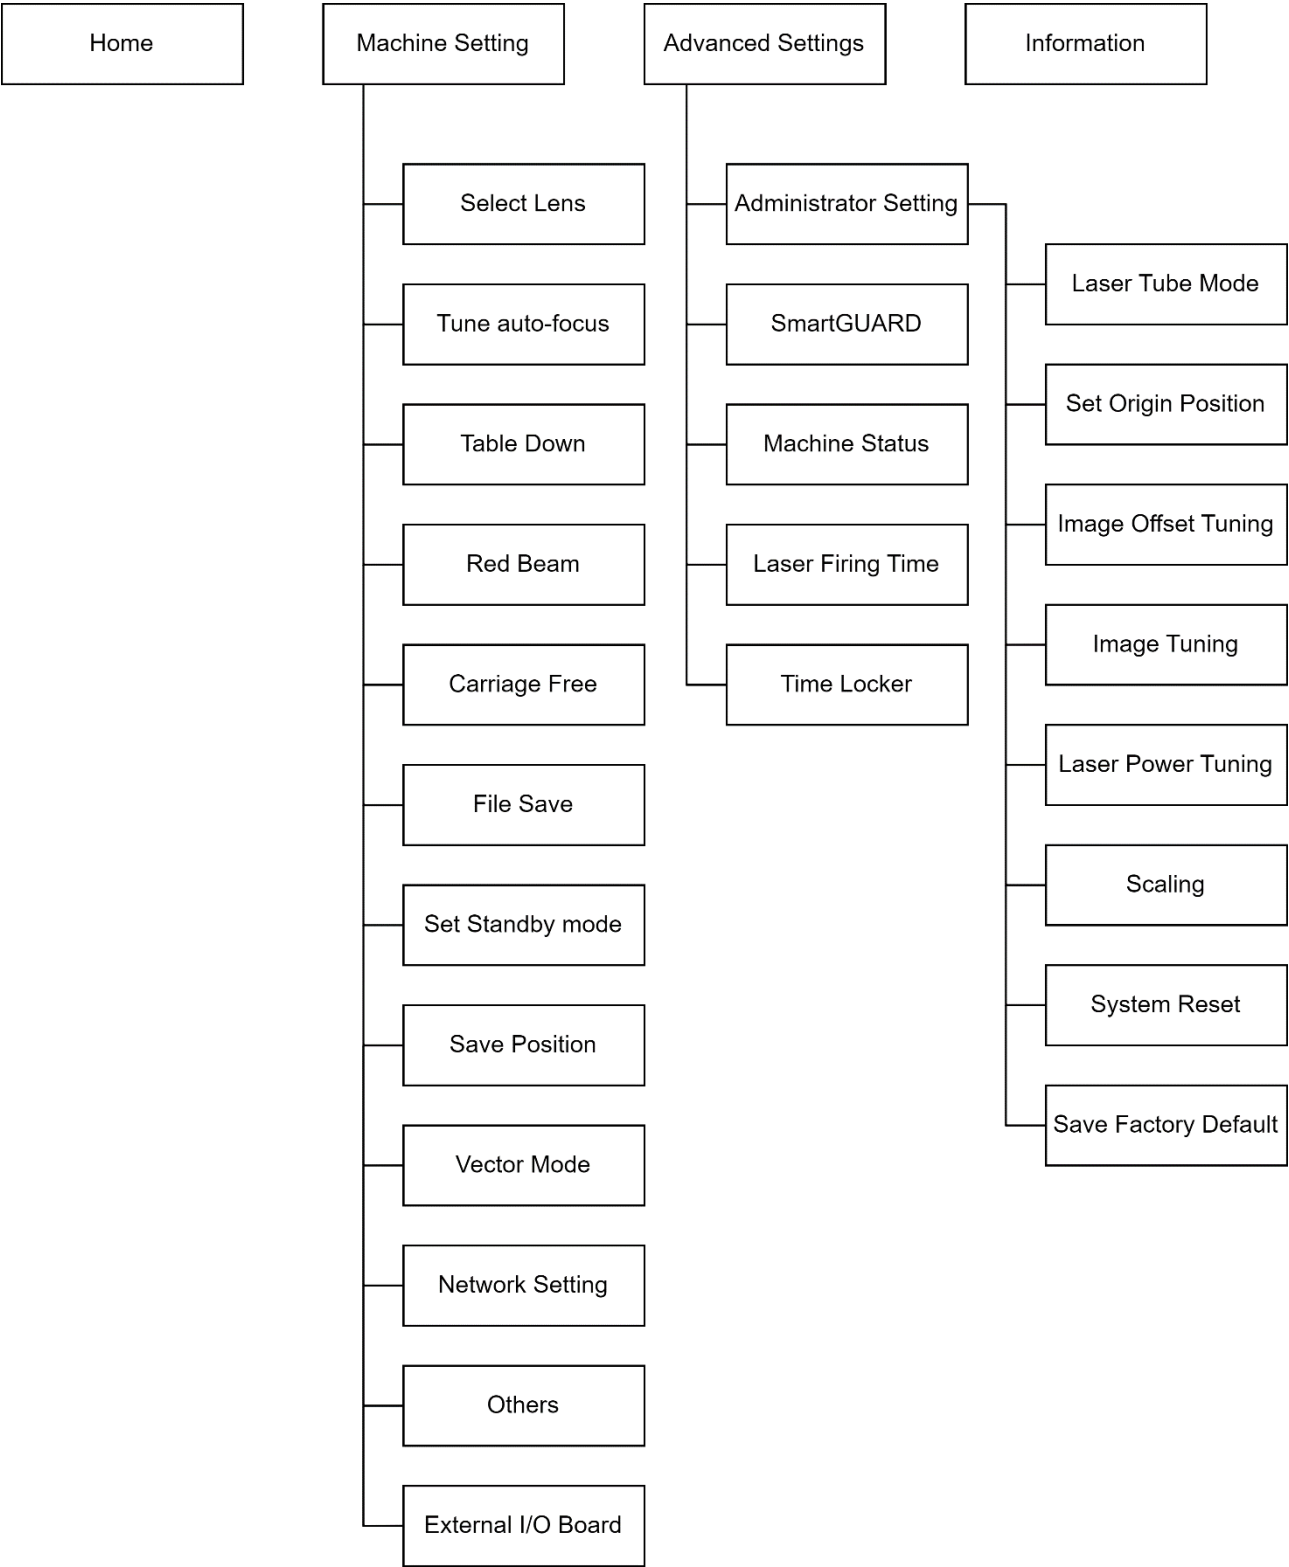 Home
Machine Setting
Advanced Settings
Information
Select Lens
Tune auto-focus
Table Down
Red Beam
Carriage Free
File Save
Set Standby mode
Save Position
Vector Mode
Network Setting
Others
External I/O Board
Administrator Setting
SmartGUARD
Machine Status
Laser Firing Time
Time Locker
Laser Tube Mode
Set Origin Position
Image Offset Tuning
Image Tuning
Laser Power Tuning
Scaling
System Reset
Save Factory Default